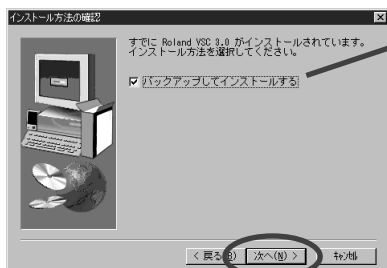 インストール方法の確認
すでに Roland VSC 3.0 がインストールされています。
インストール方法を選択してください。
バックアップしてインストールする
< 戻る(B)
次へ(N) >
キャンセル